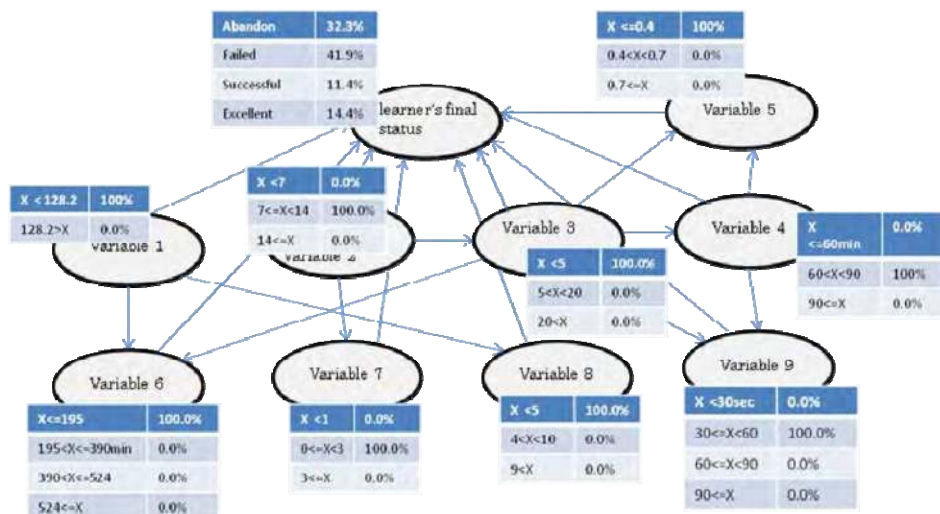 Abandon 32.3%
Failed 41.9%
Successful 11.4%
Excellent 14.4%
learner's final
status
X <=0.4 100%
0.4<X<0.7 0.0%
0.7<=X 0.0%
Variable 5
X <128.2 100%
128.2>X 0.0%
Variable 1
X <7 0.0%
7<=X<14 100.0%
14<=X 0.0%
Variable 2
Variable 3
X <5 100.0%
5<X<20 0.0%
20<X 0.0%
Variable 4
X
<=60min 0.0%
60<X<90 100%
90<=X 0.0%
Variable 6
X<=195 100.0%
195<X<=390min 0.0%
390<X<=524 0.0%
524<=X 0.0%
Variable 7
X <1 0.0%
0<=X<3 100.0%
3<=X 0.0%
Variable 8
X <5 100.0%
4<X<10 0.0%
9<X 0.0%
Variable 9
X <30sec 0.0%
30<=X<60 100.0%
60<=X<90 0.0%
90<=X 0.0%